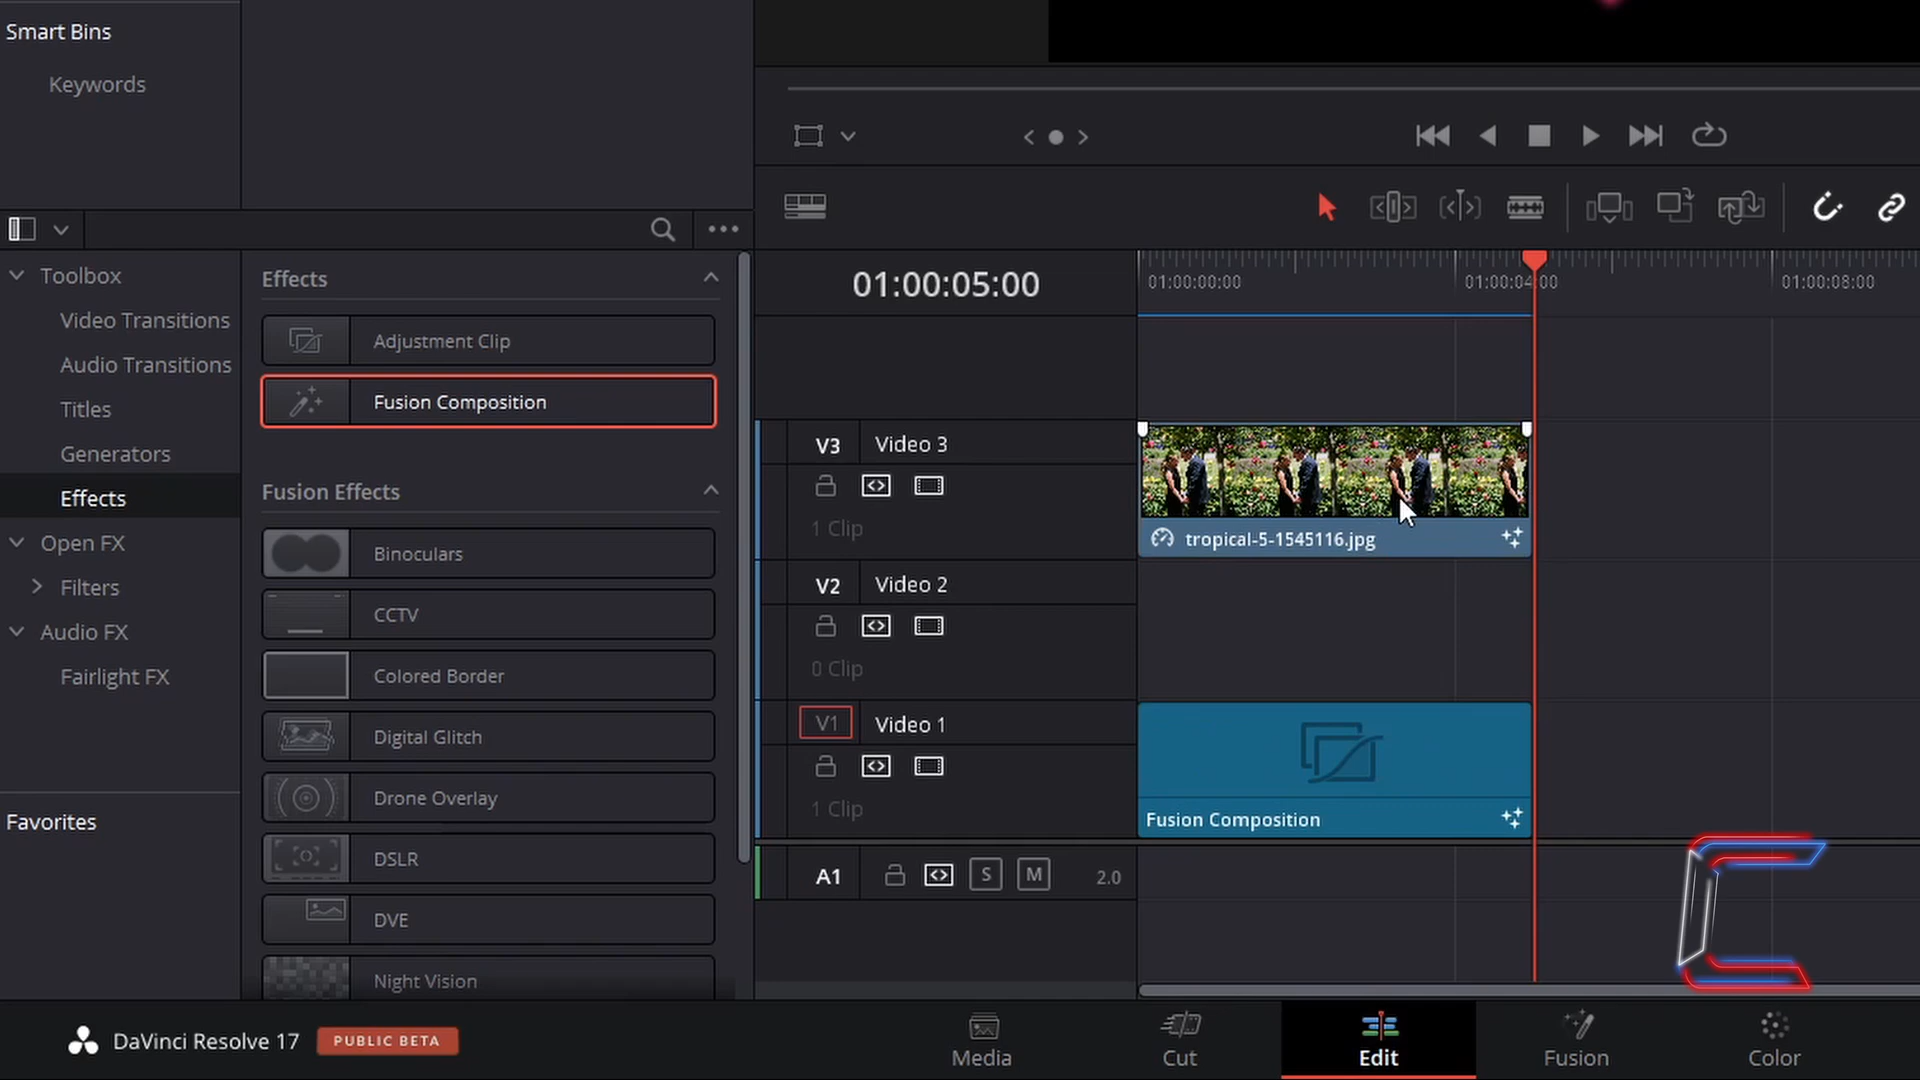 Smart Bins
Keywords
Toolbox
Video Transitions
Audio Transitions
Titles
Generators
Effects
Open FX
Filters
Audio FX
Fairlight FX
Favorites
Effects
Adjustment Clip
Fusion Composition
Fusion Effects
Binoculars
CCTV
Colored Border
Digital Glitch
Drone Overlay
DSLR
DVE
Night Vision
01:00:05:00
01:00:00:00
01:00:04:00
01:00:08:00
V3
Video 3
1 Clip
tropical-5-1545116.jpg
V2
Video 2
0 Clip
V1
Video 1
1 Clip
Fusion Composition
A1
S
M
2.0
DaVinci Resolve 17
PUBLIC BETA
Media
Cut
Edit
Fusion
Color